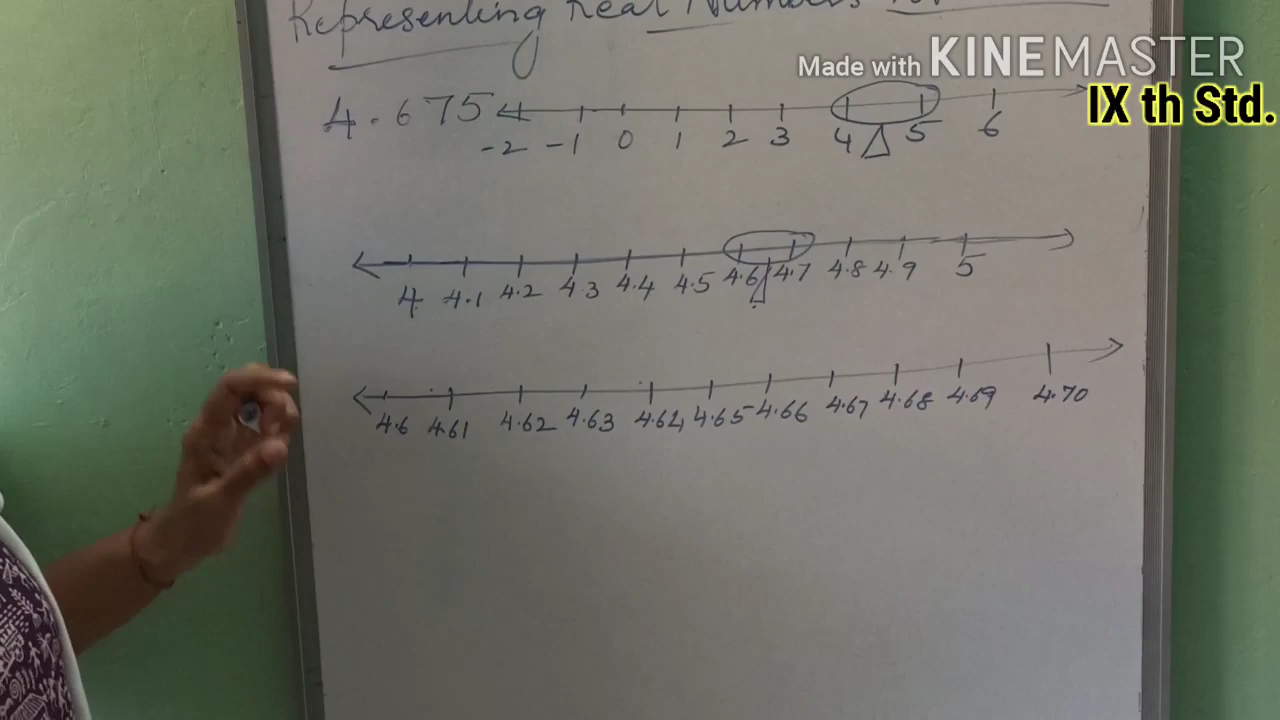 Representing Real Numbers
Made with KINEMASTER
IX th Std.
4.675
-2 -1 0 1 2 3 4 5 6
4 4.1 4.2 4.3 4.4 4.5 4.6 4.7 4.8 4.9 5
4.6 4.61 4.62 4.63 4.64 4.65 4.66 4.67 4.68 4.69 4.70